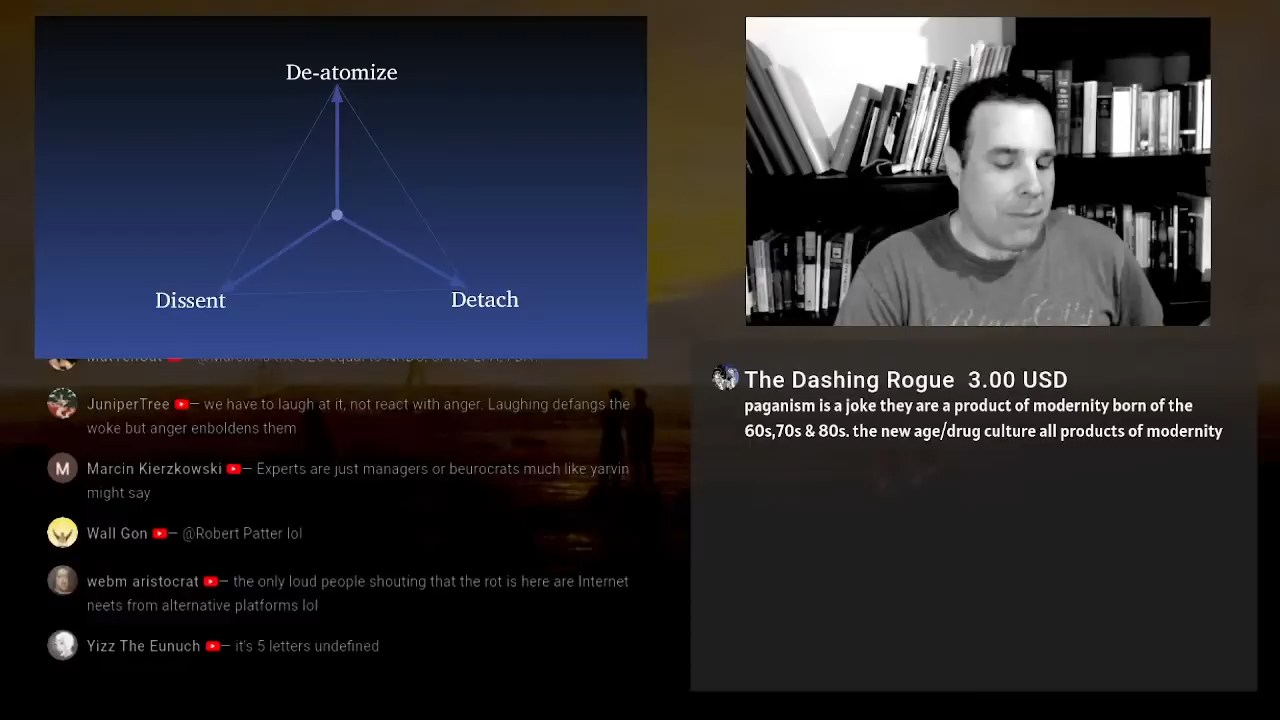 De-atomize
Dissent
Detach
JuniperTree — we have to laugh at it, not react with anger. Laughing defangs the
woke but anger enboldens them
Marcin Kierzkowski — Experts are just managers or beurocrats much like yarvin
might say
M
Wall Gon — @Robert Patter lol
webm aristocrat — the only loud people shouting that the rot is here are Internet
neets from alternative platforms lol
Yizz The Eunuch — it's 5 letters undefined
The Dashing Rogue 3.00 USD
paganism is a joke they are a product of modernity born of the
60s,70s & 80s. the new age/drug culture all products of modernity